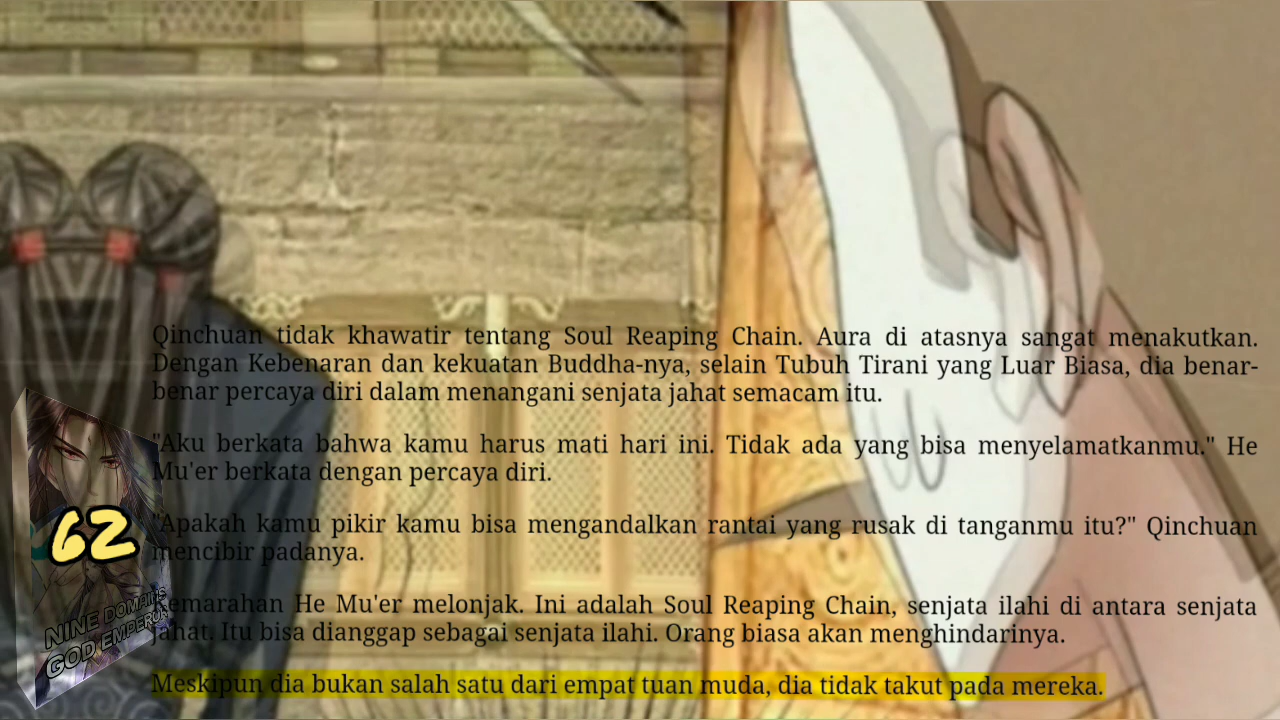 Qinchuan tidak khawatir tentang Soul Reaping Chain. Aura di atasnya sangat menakutkan.
Dengan Kebenaran dan kekuatan Buddha-nya, selain Tubuh Tirani yang Luar Biasa, dia benar-
benar percaya diri dalam menangani senjata jahat semacam itu.
"Aku berkata bahwa kamu harus mati hari ini. Tidak ada yang bisa menyelamatkanmu." He
Mu'er berkata dengan percaya diri.
"Apakah kamu pikir kamu bisa mengandalkan rantai yang rusak di tanganmu itu?" Qinchuan
mencibir padanya.
Kemarahan He Mu'er melonjak. Ini adalah Soul Reaping Chain, senjata ilahi di antara senjata
jahat. Itu bisa dianggap sebagai senjata ilahi. Orang biasa akan menghindarinya.
Meskipun dia bukan salah satu dari empat tuan muda, dia tidak takut pada mereka.
62
NINE DOMAINS
GOD EMPEROR